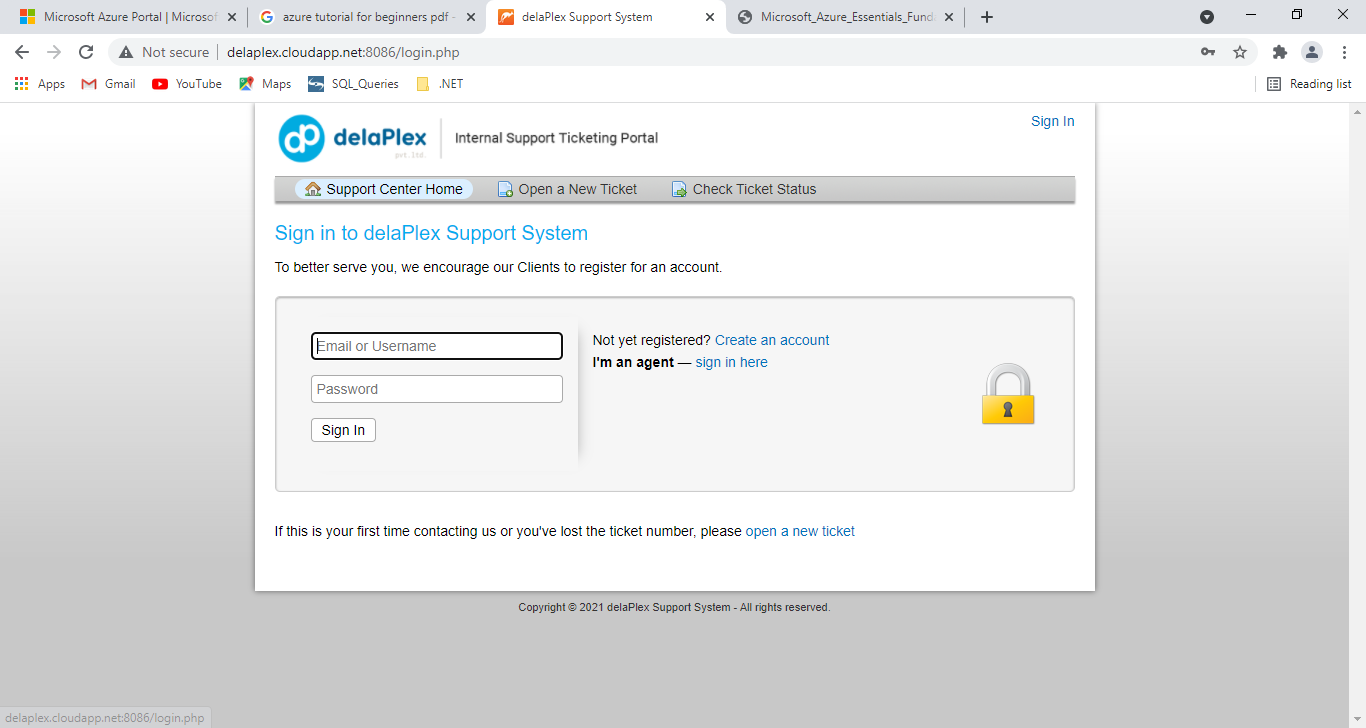 Microsoft Azure Portal | Microsof
azure tutorial for beginners pdf -
delaPlex Support System
Microsoft_Azure_Essentials_Fund
Not secure
delaplex.cloudapp.net:8086/login.php
Apps
Gmail
YouTube
Maps
SQL_Queries
.NET
Reading list
dp delaPlex
pvt. ltd.
Internal Support Ticketing Portal
Sign In
Support Center Home
Open a New Ticket
Check Ticket Status
Sign in to delaPlex Support System
To better serve you, we encourage our Clients to register for an account.
Email or Username
Password
Sign In
Not yet registered? Create an account
I'm an agent — sign in here
If this is your first time contacting us or you've lost the ticket number, please open a new ticket
Copyright © 2021 delaPlex Support System - All rights reserved.
delaplex.cloudapp.net:8086/login.php